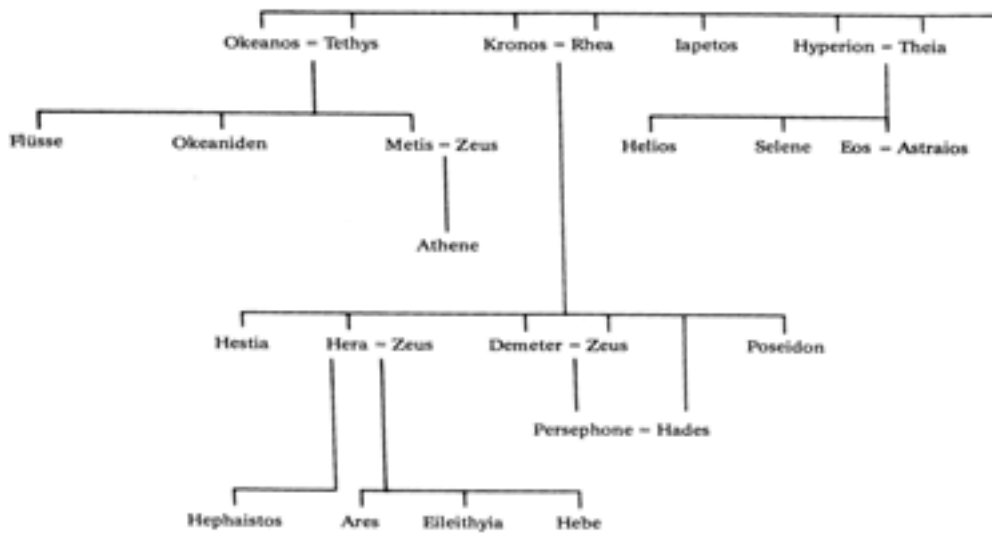 Okeanos = Tethys Kronos = Rhea Iapetos Hyperion = Theia
Flüsse Okeaniden Metis = Zeus Helios Selene Eos = Astraios
Athene
Hestia Hera = Zeus Demeter = Zeus Poseidon
Persephone = Hades
Hephaistos Ares Eileithyia Hebe